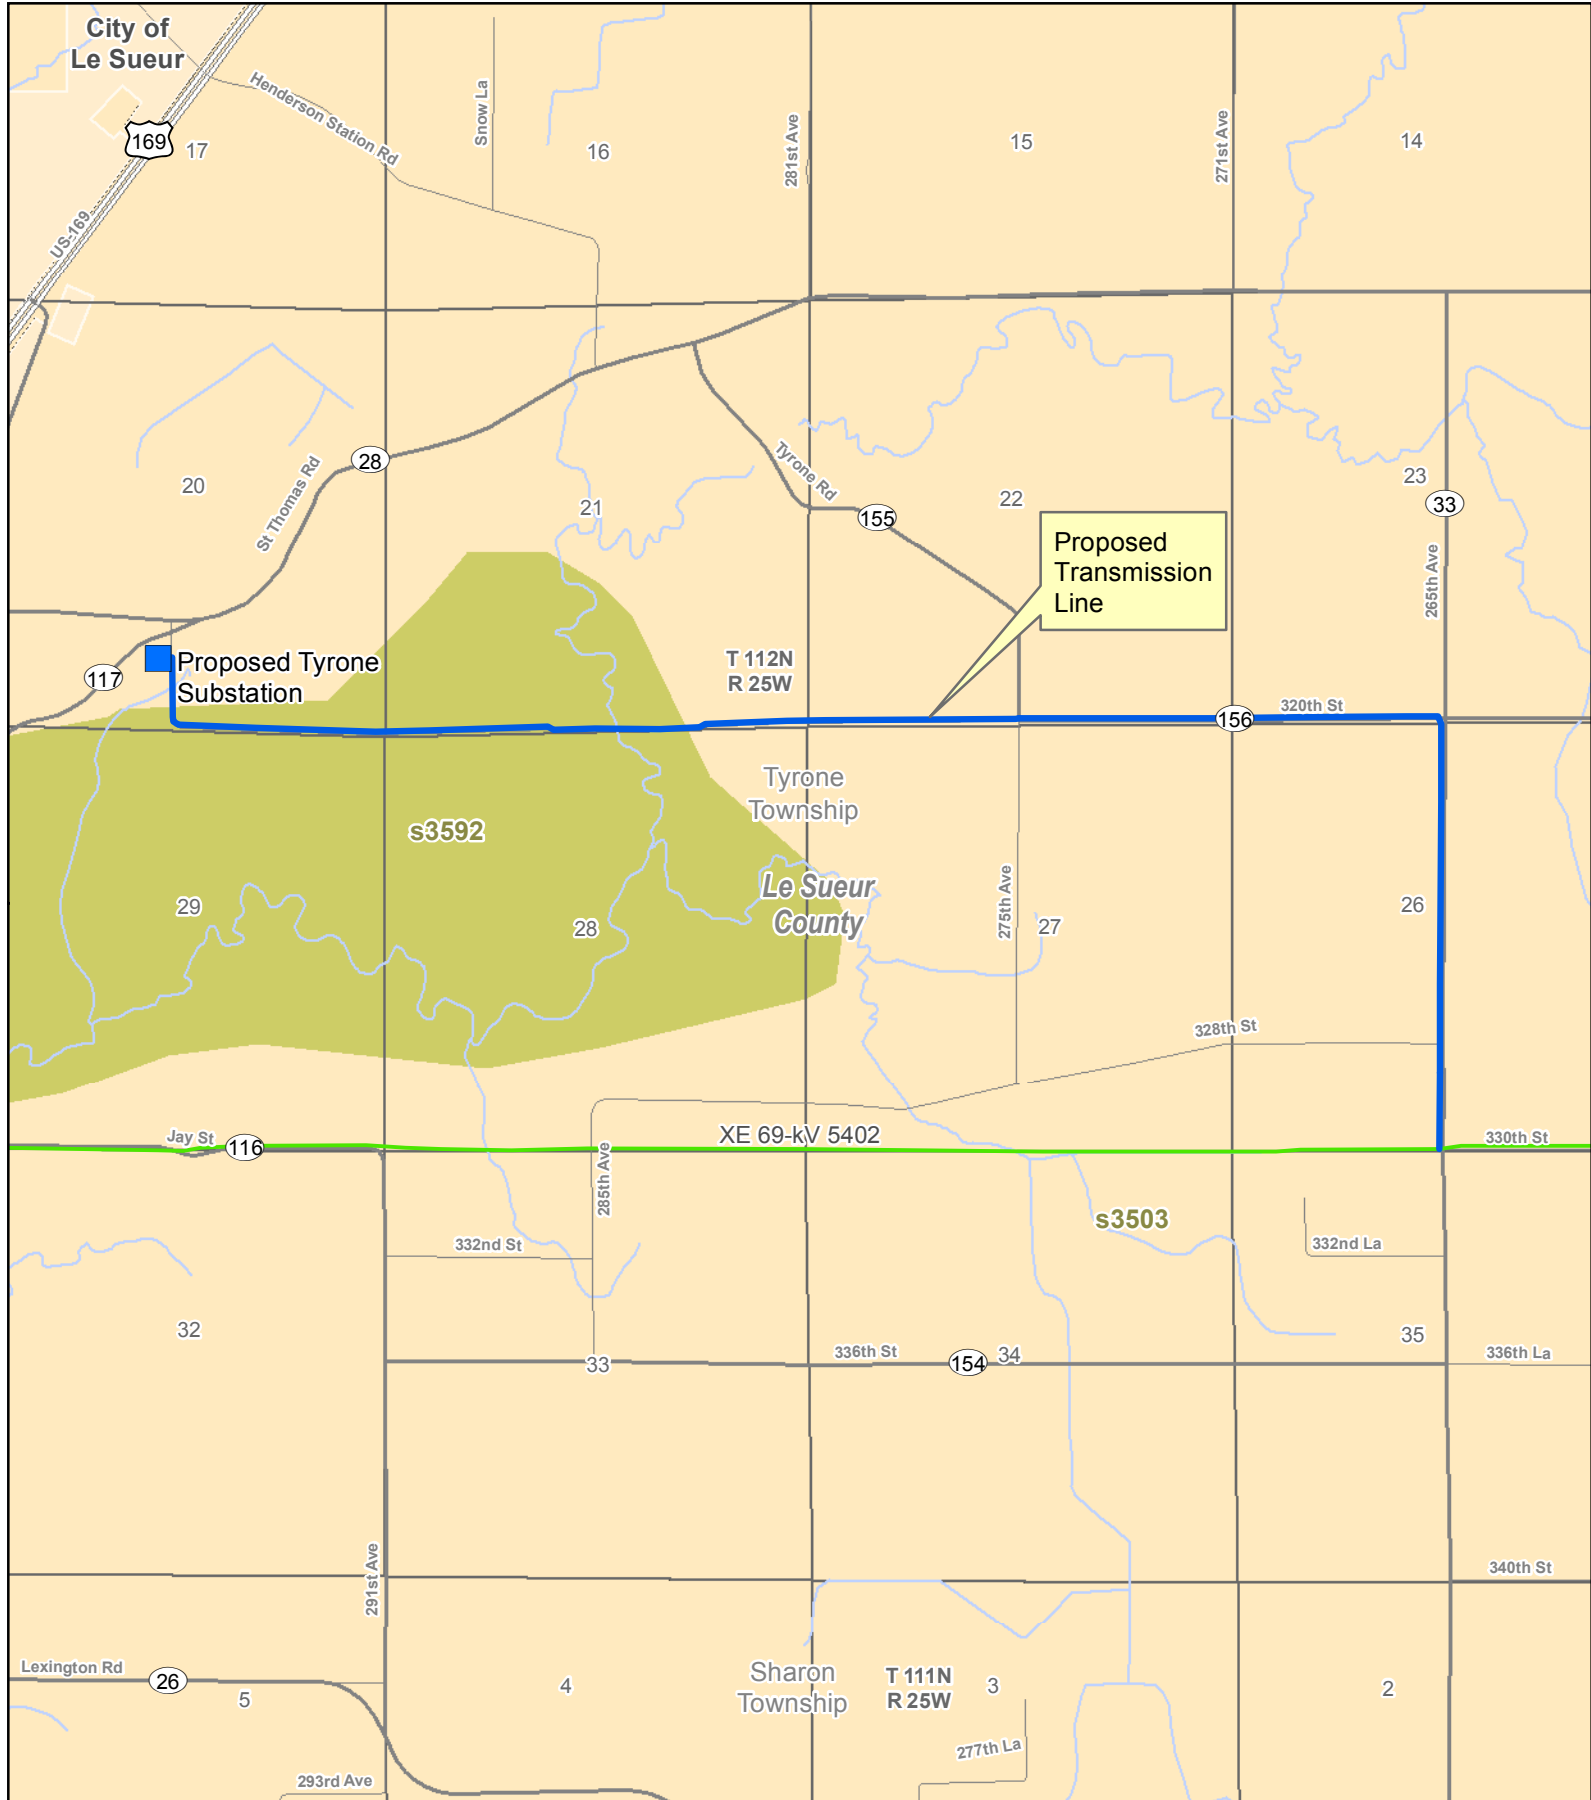 City of
Le Sueur
169
17
Henderson Station Rd
Snow La
16
281st Ave
15
271st Ave
14
US-169
28
20
St Thomas Rd
21
Tyrone Rd
155
22
23
33
265th Ave
Proposed
Transmission
Line
117
Proposed Tyrone
Substation
T 112N
R 25W
156
320th St
Tyrone
Township
s3592
Le Sueur
County
29
28
275th Ave
27
26
328th St
Jay St
116
XE 69-kV 5402
330th St
285th Ave
s3503
332nd St
332nd La
32
33
336th St
154
34
35
336th La
291st Ave
340th St
Lexington Rd
26
5
4
Sharon
Township
T 111N
R 25W
3
2
277th La
293rd Ave